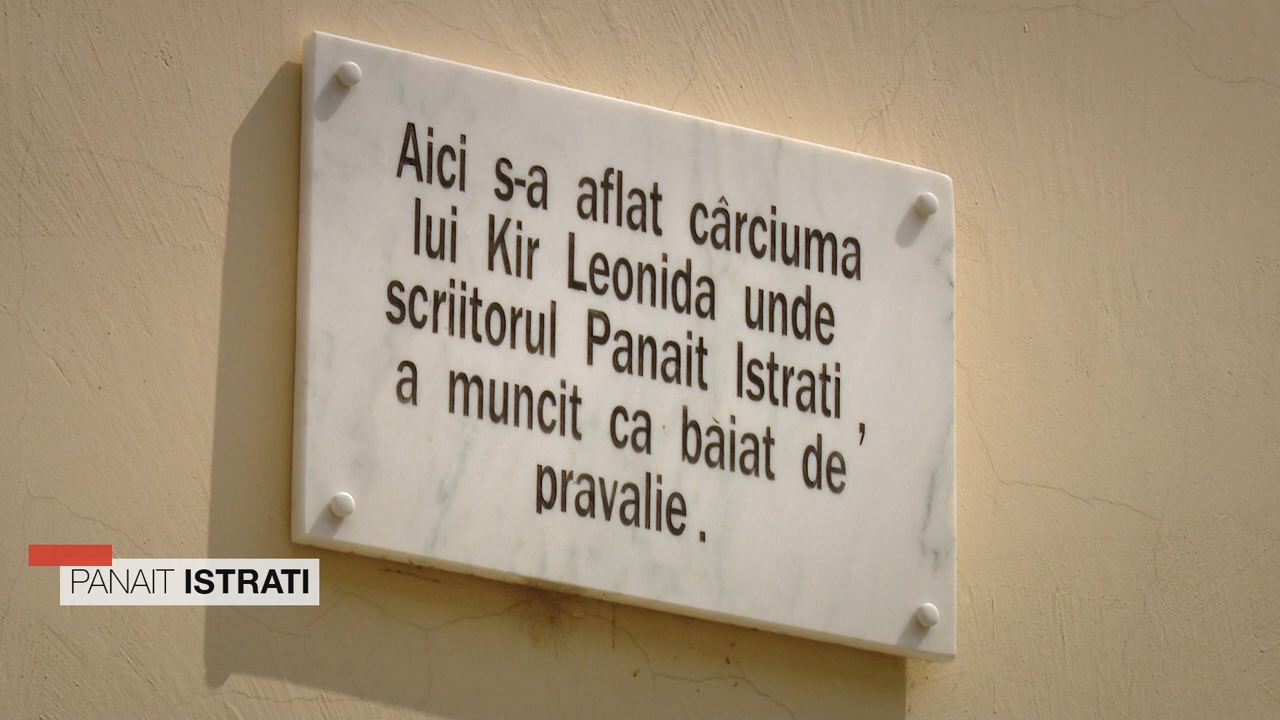 Aici s-a aflat cârciuma
lui Kir Leonida unde
scriitorul Panait Istrati ,
a muncit ca bàiat de
pravalie .
PANAIT ISTRATI